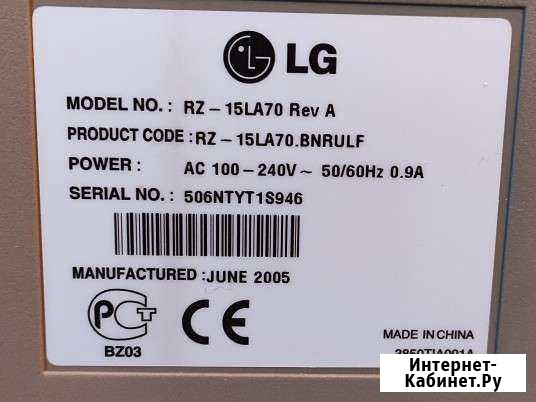 LG
MODEL NO.: RZ-15LA70 Rev A
PRODUCT CODE: RZ-15LA70.BNRULF
POWER: AC 100-240V~ 50/60Hz 0.9A
SERIAL NO.: 506NTYT1S946
MANUFACTURED: JUNE 2005
РСТ
CE
BZ03
MADE IN CHINA
Интернет-
Кабинет.Ру